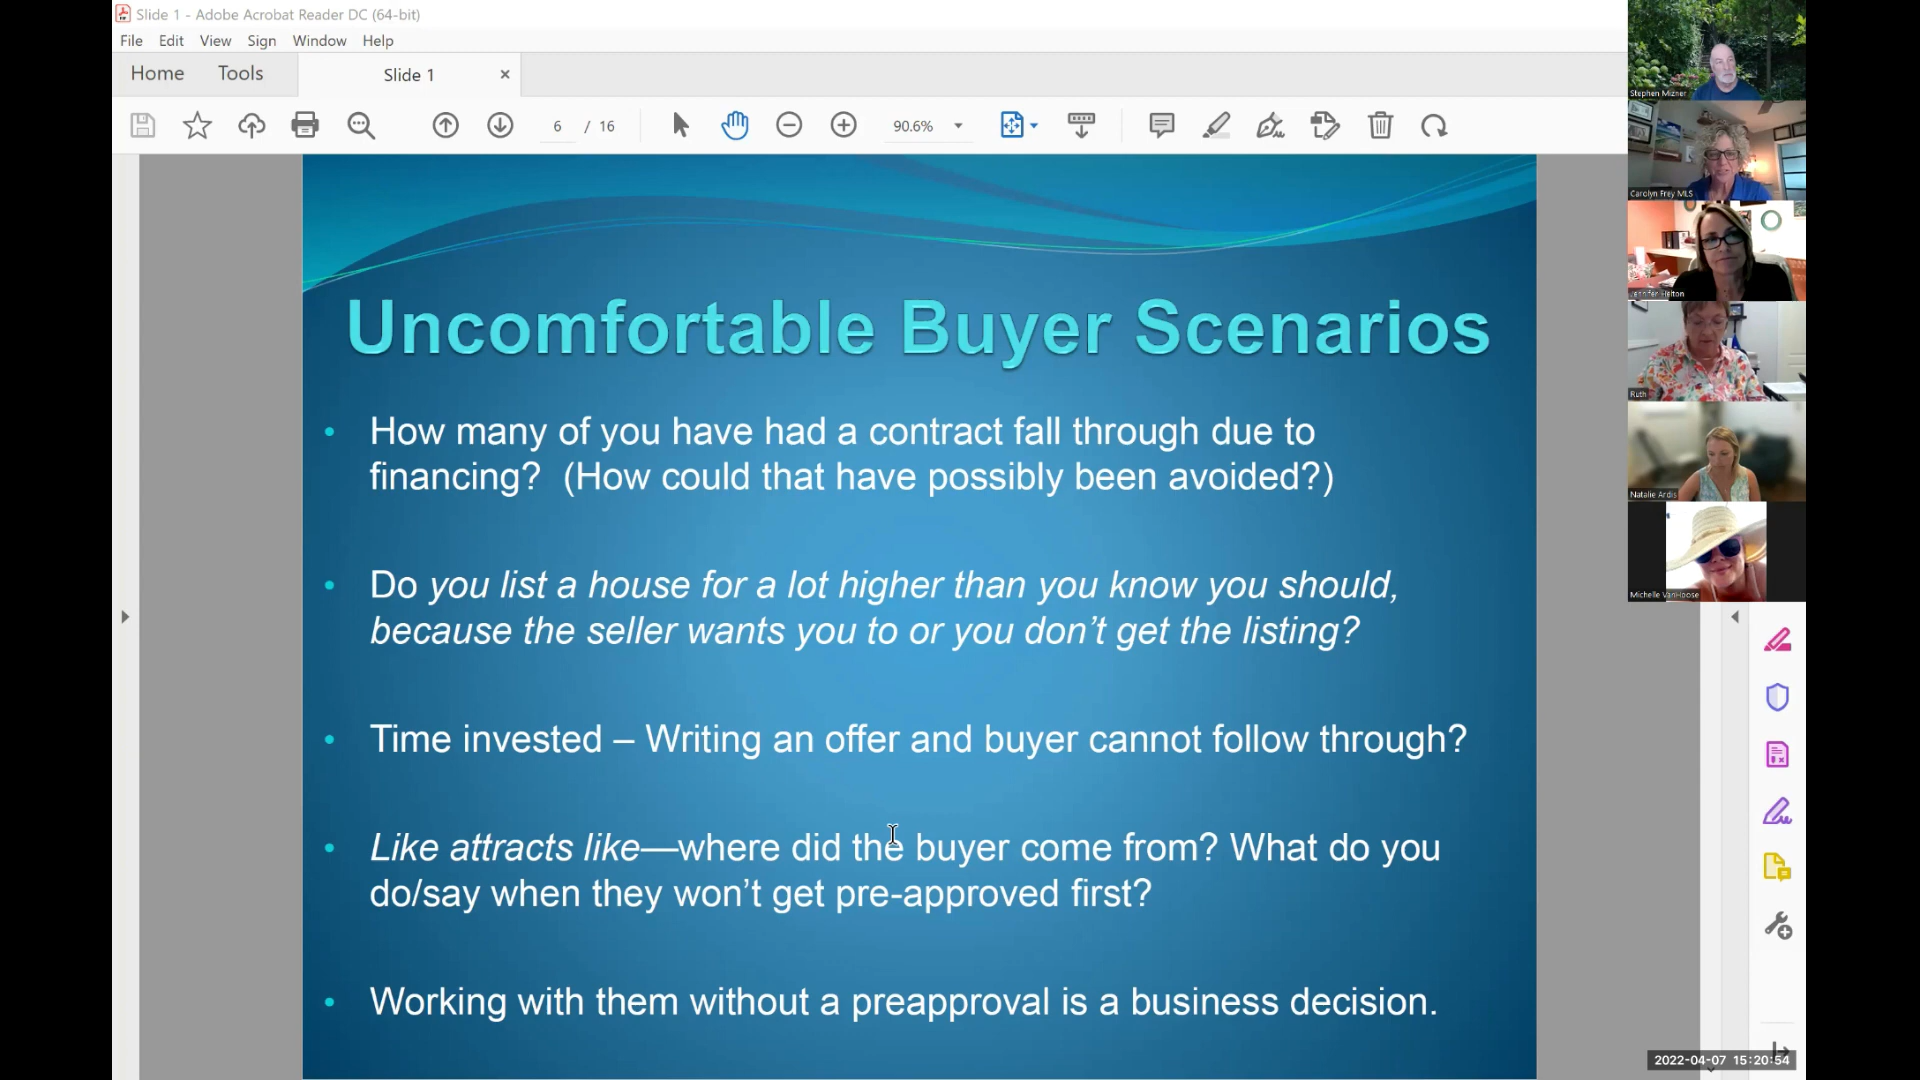 Slide 1 - Adobe Acrobat Reader DC (64-bit)
File Edit View Sign Window Help
Home Tools Slide 1 ×
6 / 16 90.6%
Stephen Mizner
Carolyn Frey MLS
Jennifer Helton
Ruth
Natalie Ardis
Michelle VanHoose
Uncomfortable Buyer Scenarios
• How many of you have had a contract fall through due to
financing? (How could that have possibly been avoided?)
• Do you list a house for a lot higher than you know you should,
because the seller wants you to or you don’t get the listing?
• Time invested – Writing an offer and buyer cannot follow through?
• Like attracts like—where did the buyer come from? What do you
do/say when they won’t get pre-approved first?
• Working with them without a preapproval is a business decision.
2022-04-07 15:20:54